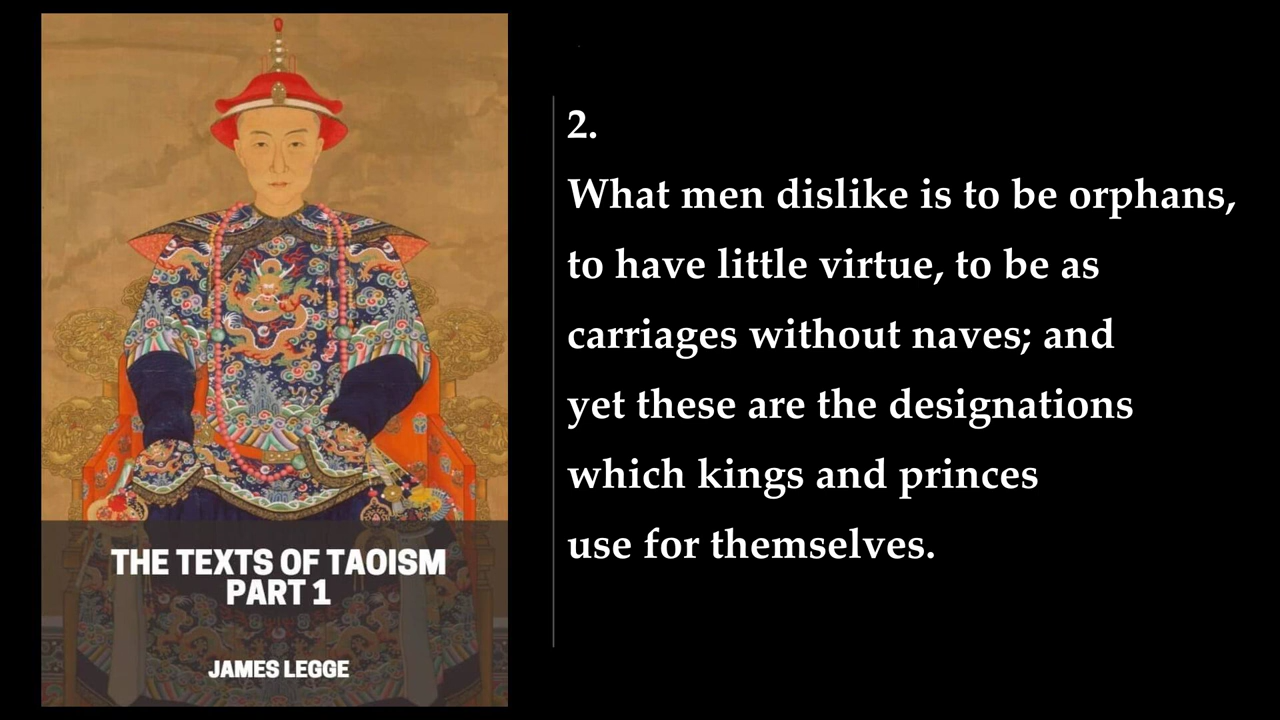 THE TEXTS OF TAOISM
PART 1
JAMES LEGGE
2.
What men dislike is to be orphans,
to have little virtue, to be as
carriages without naves; and
yet these are the designations
which kings and princes
use for themselves.